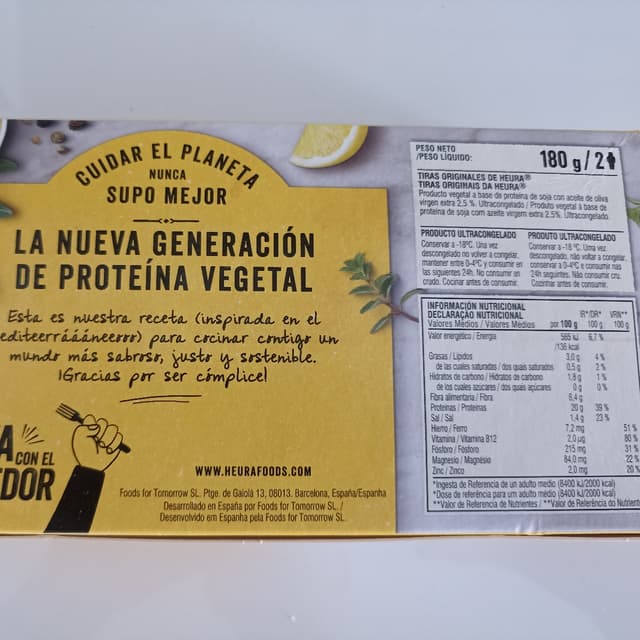 CUIDAR EL PLANETA
NUNCA
SUPO MEJOR
LA NUEVA GENERACIÓN
DE PROTEÍNA VEGETAL
Esta es nuestra receta (inspirada en el
editeerráááneeoro) para cocinar contigo un
mundo más sabroso, justo y sostenible.
¡Gracias por ser cómplice!
A CON EL
DOR
WWW.HEURAFOODS.COM
Foods for Tomorrow SL. Ptge. de Gaiolà 13, 08013. Barcelona, España/Espanha
Desarrollado en España por Foods for Tomorrow SL. /
Desenvolvido em Espanha pela Foods for Tomorrow SL.
PESO NETO
/PESO LÍQUIDO:
180 g / 2
TIRAS ORIGINALES DE HEURA®
TIRAS ORIGINAIS DA HEURA®
Producto vegetal a base de proteína de soja con aceite de oliva
virgen extra 2,5 %. Ultracongelado / Produto vegetal à base de
proteína de soja com azeite virgem extra 2,5%. Ultracongelado.
PRODUCTO ULTRACONGELADO
Conservar a -18ºC. Una vez
descongelado no volver a congelar,
mantener entre 0-4ºC y consumir en
las siguientes 24h. No consumir en
crudo. Cocinar antes de consumir.
PRODUTO ULTRACONGELADO
Conservar a -18 ºC. Uma vez
descongelado, não voltar a congelar,
conservar a 0-4ºC e consumir nas
24h seguintes. Não consumir cru.
Cozinhar antes de consumir.
INFORMACIÓN NUTRICIONAL
DECLARAÇÃO NUTRICIONAL IR*/DR* VRN**
Valores Medios / Valores Médios por 100 g 100 g 100 g
Valor energético / Energia 565 kJ 6,7 %
/136 kcal
Grasas / Lípidos 3,0 g 4 %
de las cuales saturadas / dos quais saturados 0,5 g 2 %
Hidratos de carbono / Hidratos de carbono 1,8 g 1 %
de los cuales azúcares / dos quais açúcares 0 g 0 %
Fibra alimentaria / Fibra 6,4 g
Proteínas / Proteínas 20 g 39 %
Sal / Sal 1,4 g 23 %
Hierro / Ferro 7,2 mg 51 %
Vitamina / Vitamina B12 2,0 µg 80 %
Fósforo / Fósforo 215 mg 31 %
Magnesio / Magnésio 84,0 mg 22 %
Zinc / Zinco 2,0 mg 20 %
*Ingesta de Referencia de un adulto medio (8400 kJ/2000 kcal)
*Dose de referência para um adulto médio (8400 kJ/2000 kcal)
**Valor de Referencia de Nutrientes / **Valor de Referência do Nutriente